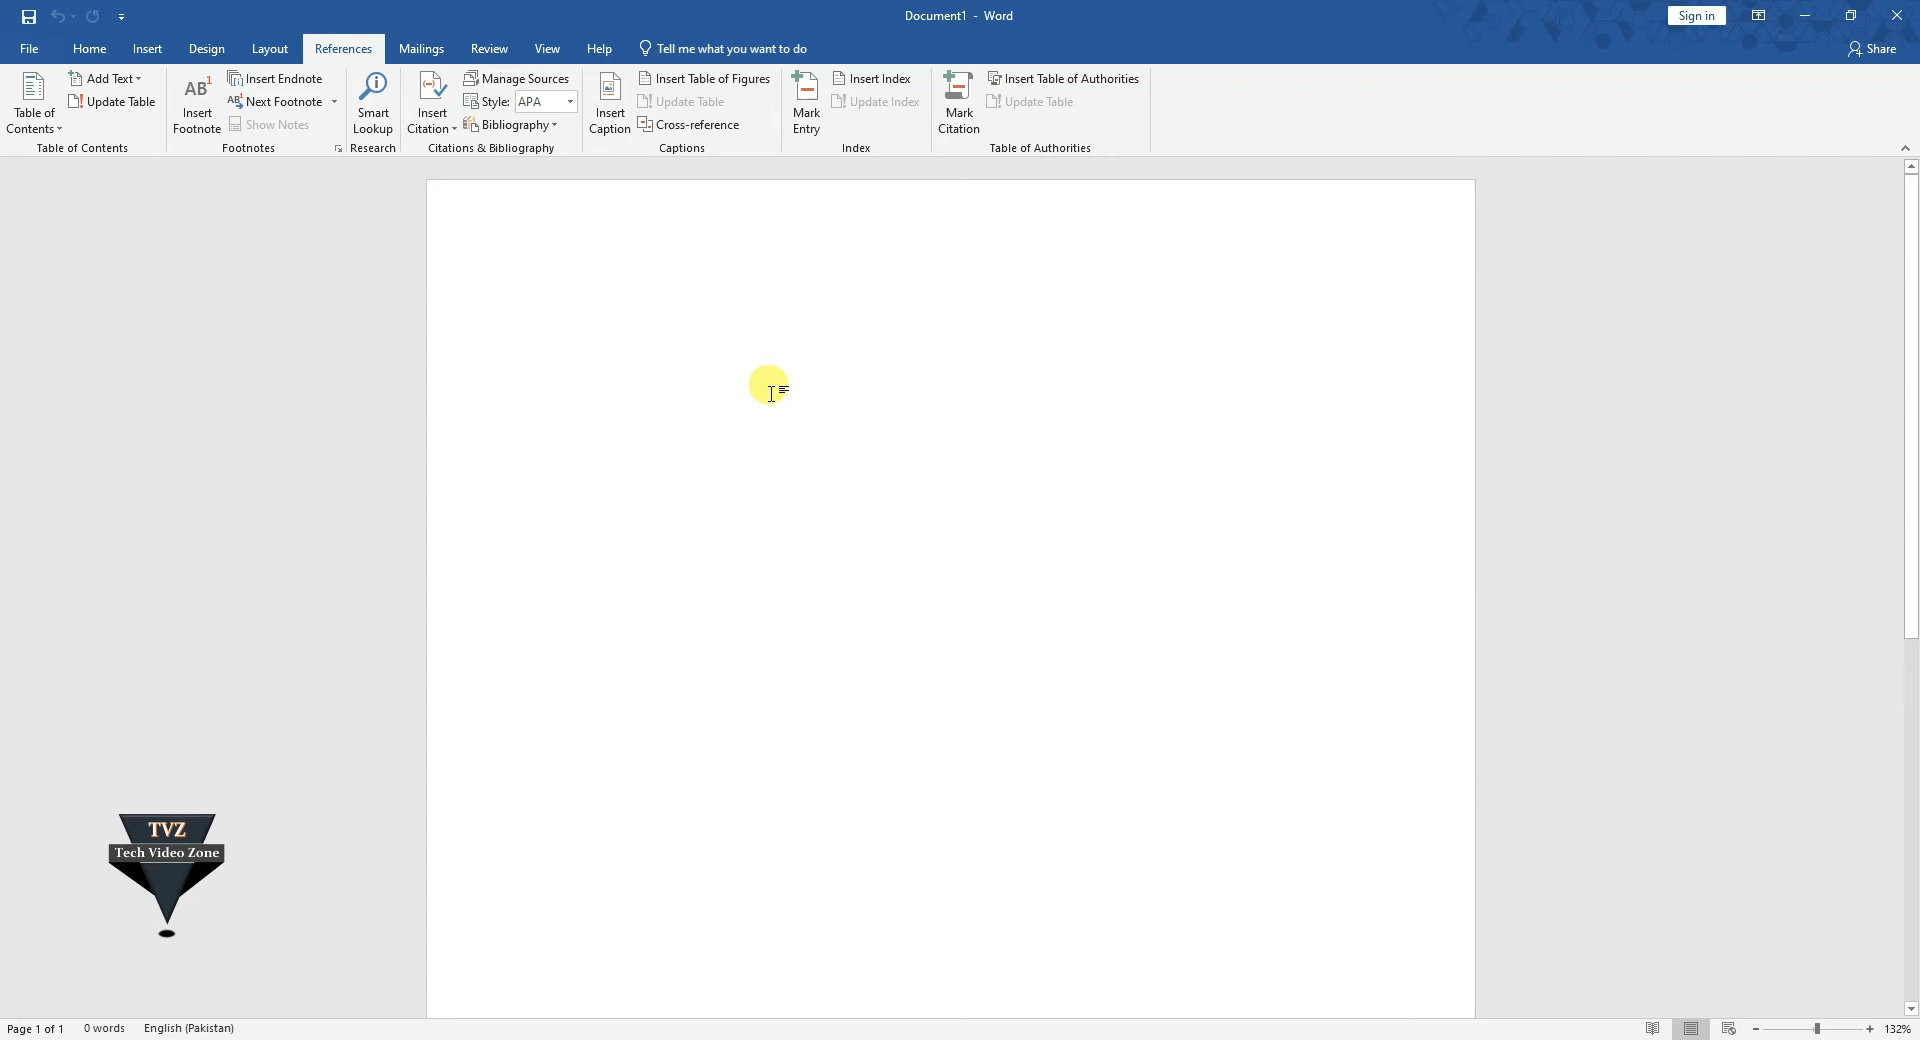 Document1 - Word
Sign in
File Home Insert Design Layout References Mailings Review View Help Tell me what you want to do
Share
Table of Contents
Add Text
Update Table
Table of Contents
AB1
Insert Footnote
Insert Endnote
AB1 Next Footnote
Show Notes
Footnotes
Smart Lookup
Research
Insert Citation
Manage Sources
Style: APA
Bibliography
Citations & Bibliography
Insert Caption
Insert Table of Figures
Update Table
Cross-reference
Captions
Mark Entry
Insert Index
Update Index
Index
Mark Citation
Insert Table of Authorities
Update Table
Table of Authorities
TVZ
Tech Video Zone
Page 1 of 1 0 words English (Pakistan)
132%